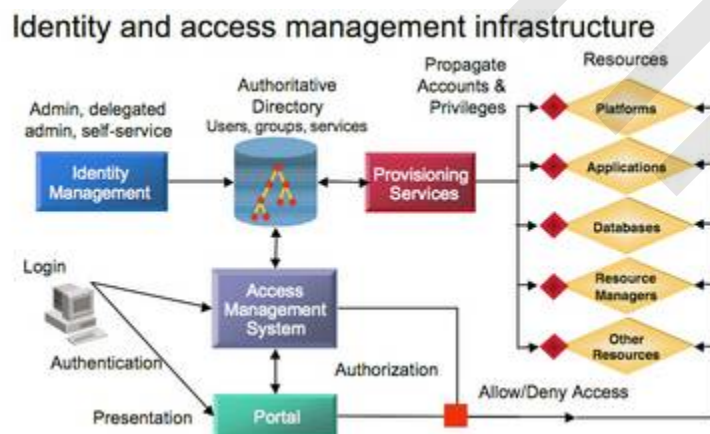 Identity and access management infrastructure
Admin, delegated
admin, self-service
Identity
Management
Authoritative
Directory
Users, groups, services
Propagate
Accounts &
Privileges
Provisioning
Services
Resources
Platforms
Applications
Databases
Resource
Managers
Other
Resources
Login
Access
Management
System
Authentication
Authorization
Allow/Deny Access
Presentation
Portal